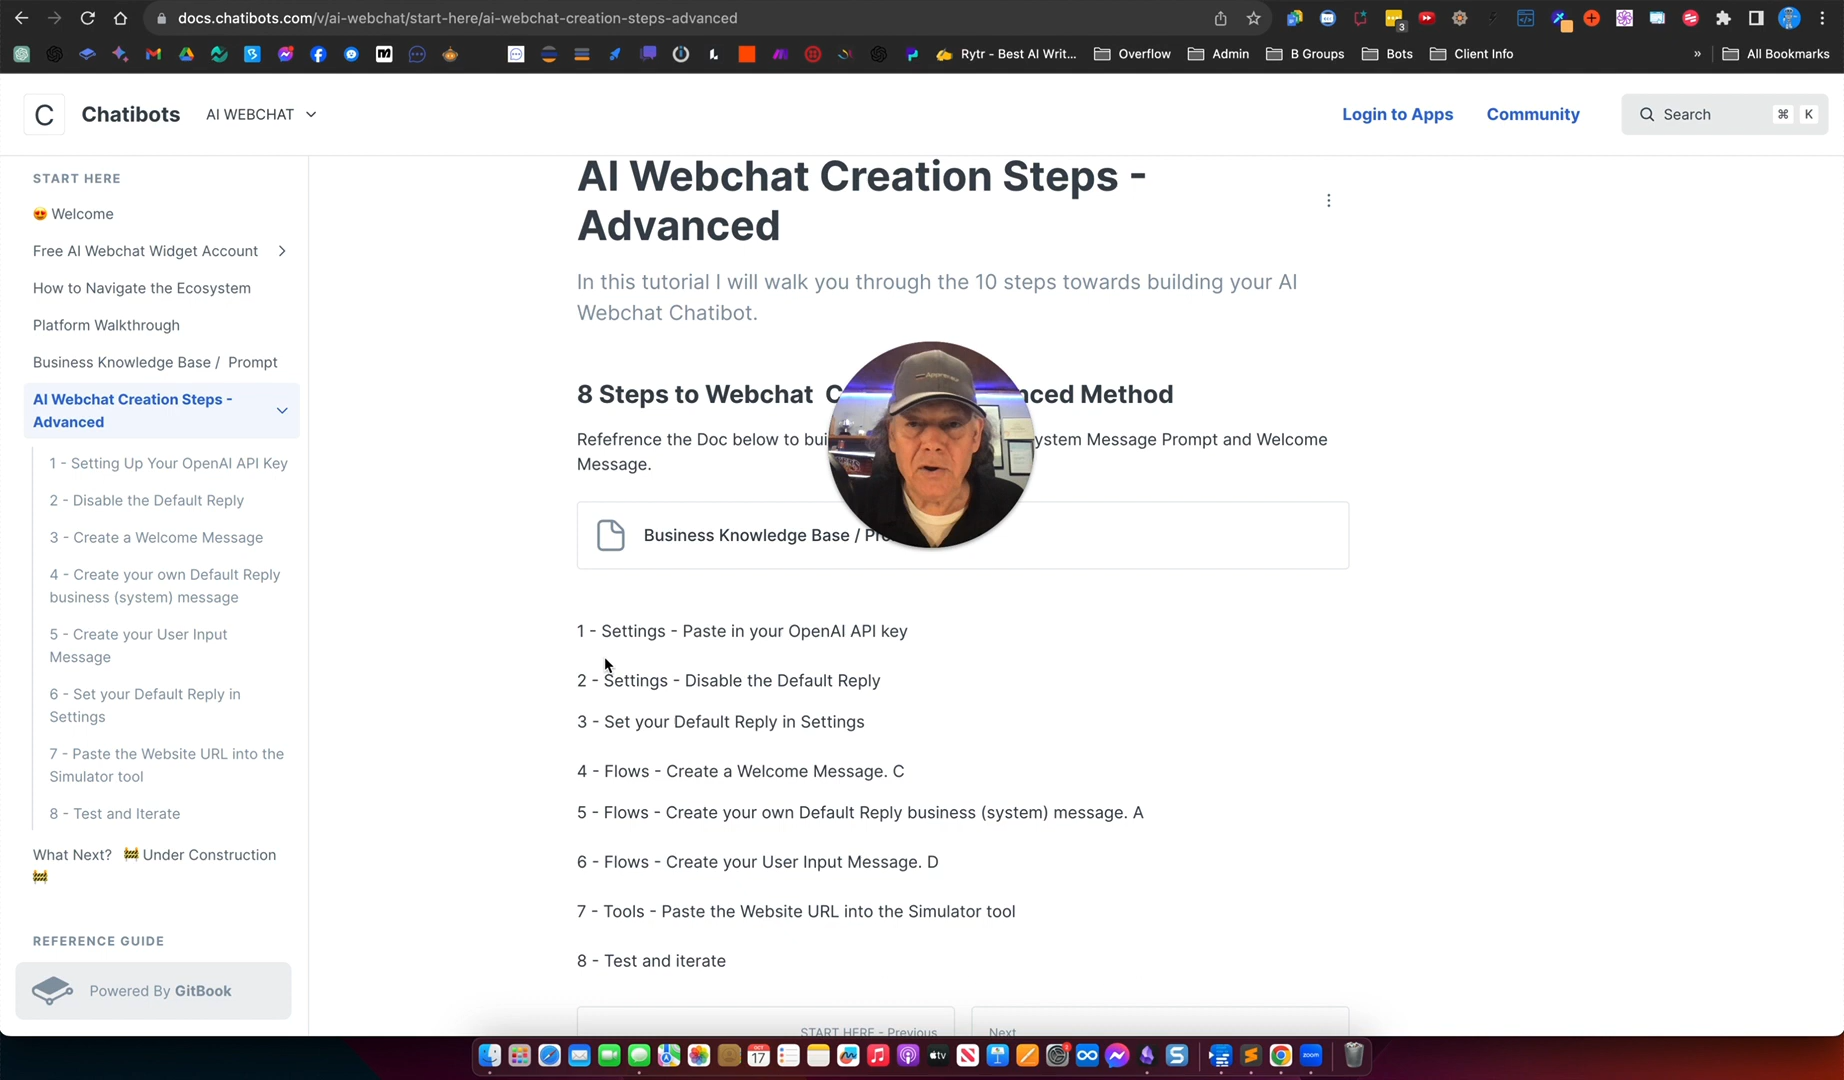 docs.chatibots.com/v/ai-webchat/start-here/ai-webchat-creation-steps-advanced
3
Rytr - Best AI Writ...
Overflow
Admin
B Groups
Bots
Client Info
»
All Bookmarks
C
Chatibots
AI WEBCHAT
Login to Apps
Community
Search
⌘ K
START HERE
😍 Welcome
Free AI Webchat Widget Account
How to Navigate the Ecosystem
Platform Walkthrough
Business Knowledge Base / Prompt
AI Webchat Creation Steps -
Advanced
1 - Setting Up Your OpenAI API Key
2 - Disable the Default Reply
3 - Create a Welcome Message
4 - Create your own Default Reply
business (system) message
5 - Create your User Input
Message
6 - Set your Default Reply in
Settings
7 - Paste the Website URL into the
Simulator tool
8 - Test and Iterate
What Next? 🚧 Under Construction
🚧
REFERENCE GUIDE
Powered By GitBook
AI Webchat Creation Steps -
Advanced
In this tutorial I will walk you through the 10 steps towards building your AI
Webchat Chatibot.
8 Steps to Webchat C nced Method
Refefrence the Doc below to bui ystem Message Prompt and Welcome
Message.
Business Knowledge Base / Pro
1 - Settings - Paste in your OpenAI API key
2 - Settings - Disable the Default Reply
3 - Set your Default Reply in Settings
4 - Flows - Create a Welcome Message. C
5 - Flows - Create your own Default Reply business (system) message. A
6 - Flows - Create your User Input Message. D
7 - Tools - Paste the Website URL into the Simulator tool
8 - Test and iterate
START HERE - Previous
Next
OCT
17
tv
zoom